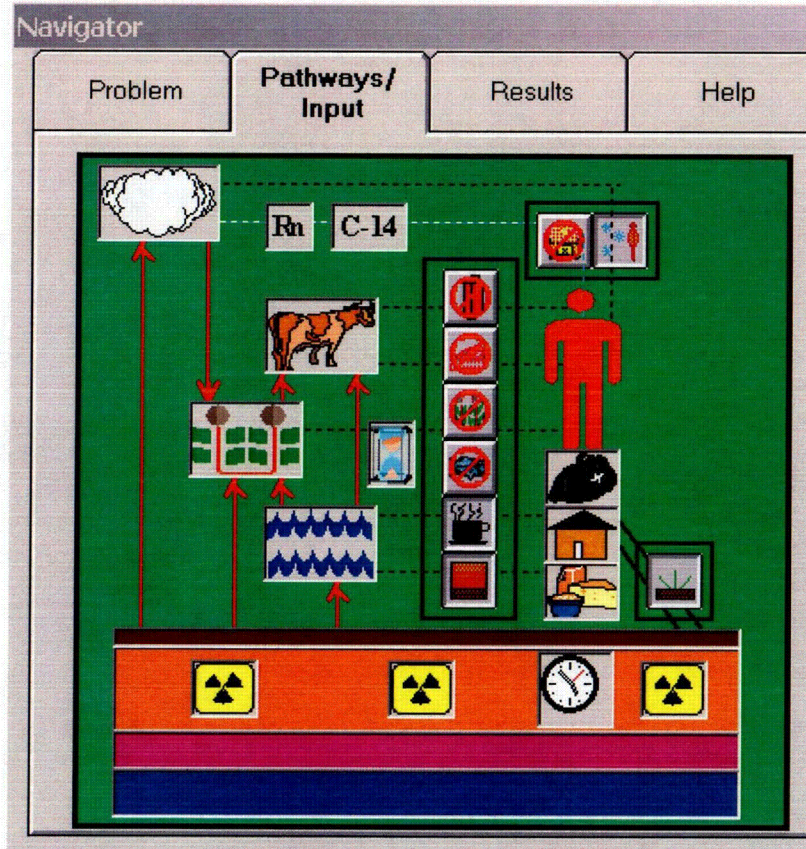 Navigator
Problem
Pathways/
Input
Results
Help
Rn
C-14